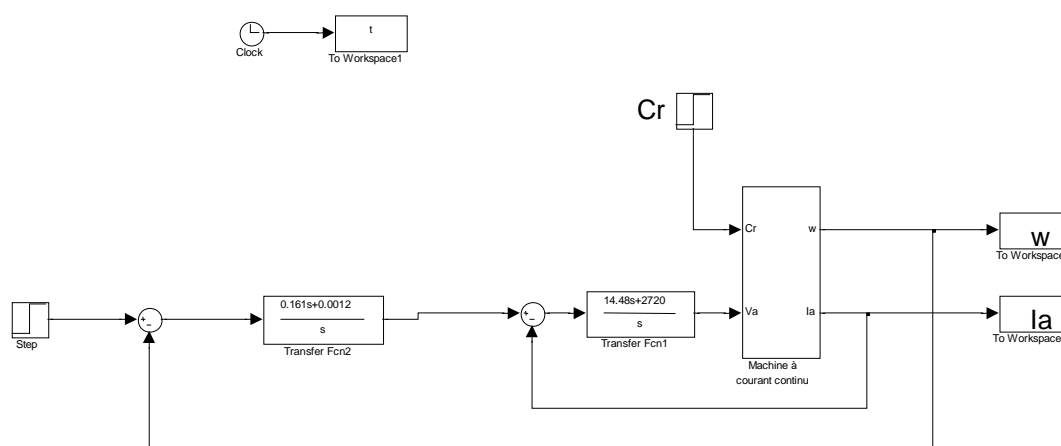 t
Clock
To Workspace1
Cr
Cr
w
w
To Workspace
0.161s+0.0012
s
Transfer Fcn2
14.48s+2720
s
Transfer Fcn1
Va
Ia
Ia
To Workspace
Step
+
−
+
−
Machine à
courant continu